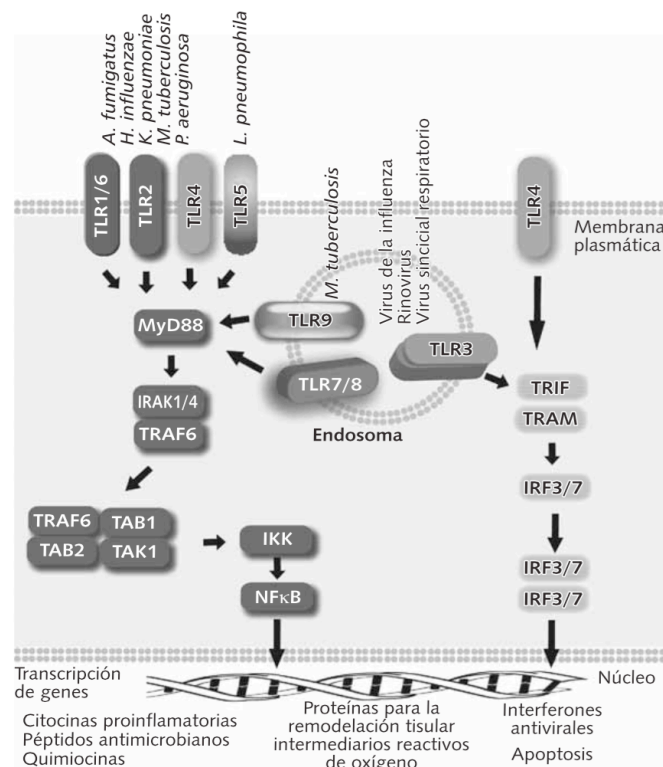 A. fumigatus
H. influenzae
K. pneumoniae
M. tuberculosis
P. aeruginosa
L. pneumophila
TLR1/6
TLR2
TLR4
TLR5
M. tuberculosis
Virus de la influenza
Rinovirus
Virus sincicial respiratorio
TLR4
Membrana
plasmática
MyD88
TLR9
TLR7/8
TLR3
Endosoma
IRAK1/4
TRAF6
TRIF
TRAM
IRF3/7
TRAF6
TAB1
TAB2
TAK1
IKK
NFκB
IRF3/7
IRF3/7
Transcripción
de genes
Núcleo
Citocinas proinflamatorias
Péptidos antimicrobianos
Quimiocinas
Proteínas para la
remodelación tisular
intermediarios reactivos
de oxígeno
Interferones
antivirales
Apoptosis